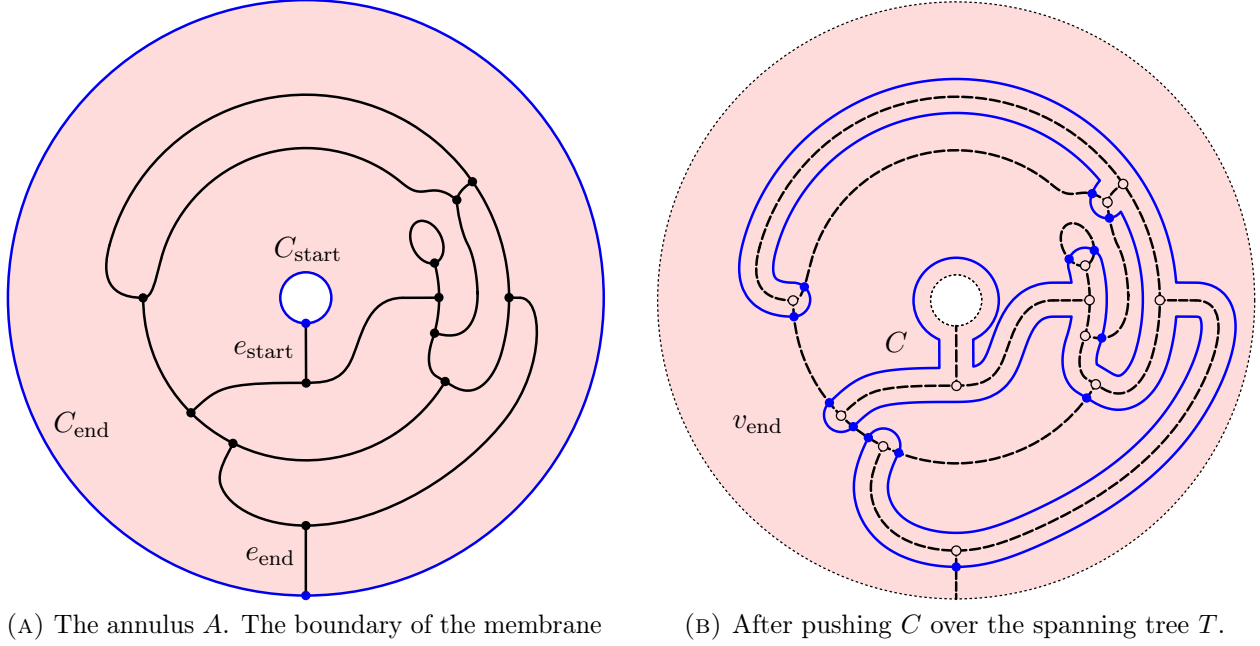 C_start
e_start
C_end
e_end
C
v_end
(A) The annulus A. The boundary of the membrane
(B) After pushing C over the spanning tree T.